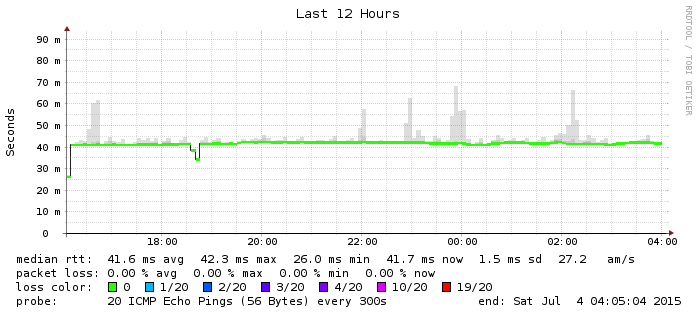 Last 12 Hours
RRDTOOL / TOBI OETIKER
Seconds
90 m
80 m
70 m
60 m
50 m
40 m
30 m
20 m
10 m
0
18:00 20:00 22:00 00:00 02:00 04:00
median rtt: 41.6 ms avg 42.3 ms max 26.0 ms min 41.7 ms now 1.5 ms sd 27.2 am/s
packet loss: 0.00 % avg 0.00 % max 0.00 % min 0.00 % now
loss color: 0 1/20 2/20 3/20 4/20 10/20 19/20
probe: 20 ICMP Echo Pings (56 Bytes) every 300s end: Sat Jul 4 04:05:04 2015